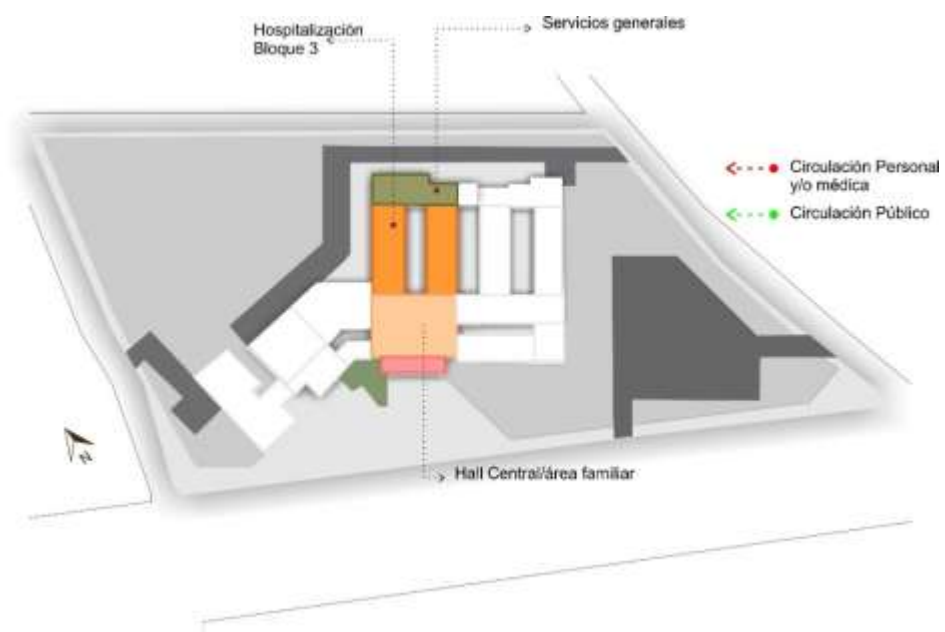 Hospitalización
Bloque 3
Servicios generales
Circulación Personal
y/o médica
Circulación Público
N
Hall Central/área familiar